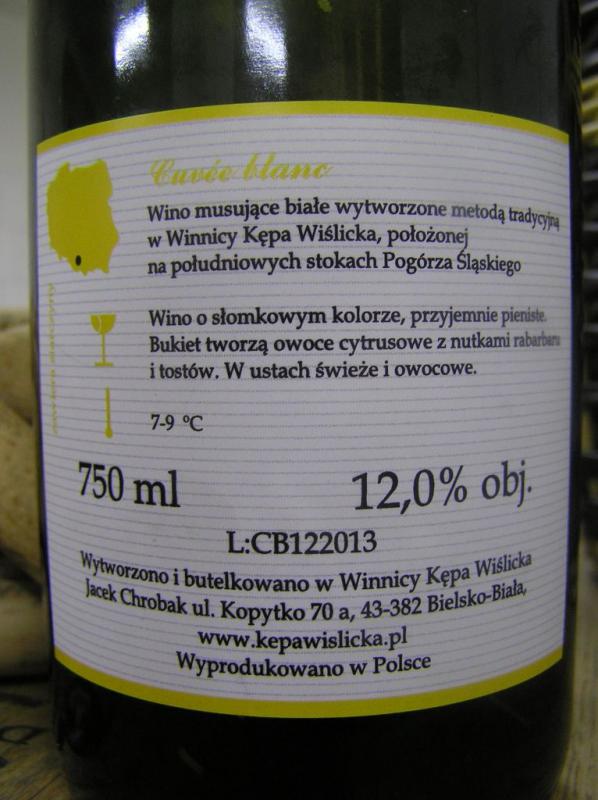 Cuvée blanc
Wino musujące białe wytworzone metodą tradycyjną
w Winnicy Kępa Wiślicka, położonej
na południowych stokach Pogórza Śląskiego
Wino o słomkowym kolorze, przyjemnie pieniste.
Bukiet tworzą owoce cytrusowe z nutkami rabarbaru
i tostów. W ustach świeże i owocowe.
7-9 ºC
750 ml 12,0% obj.
L:CB122013
Wytworzono i butelkowano w Winnicy Kępa Wiślicka
Jacek Chrobak ul. Kopytko 70 a, 43-382 Bielsko-Biała,
www.kepawislicka.pl
Wyprodukowano w Polsce